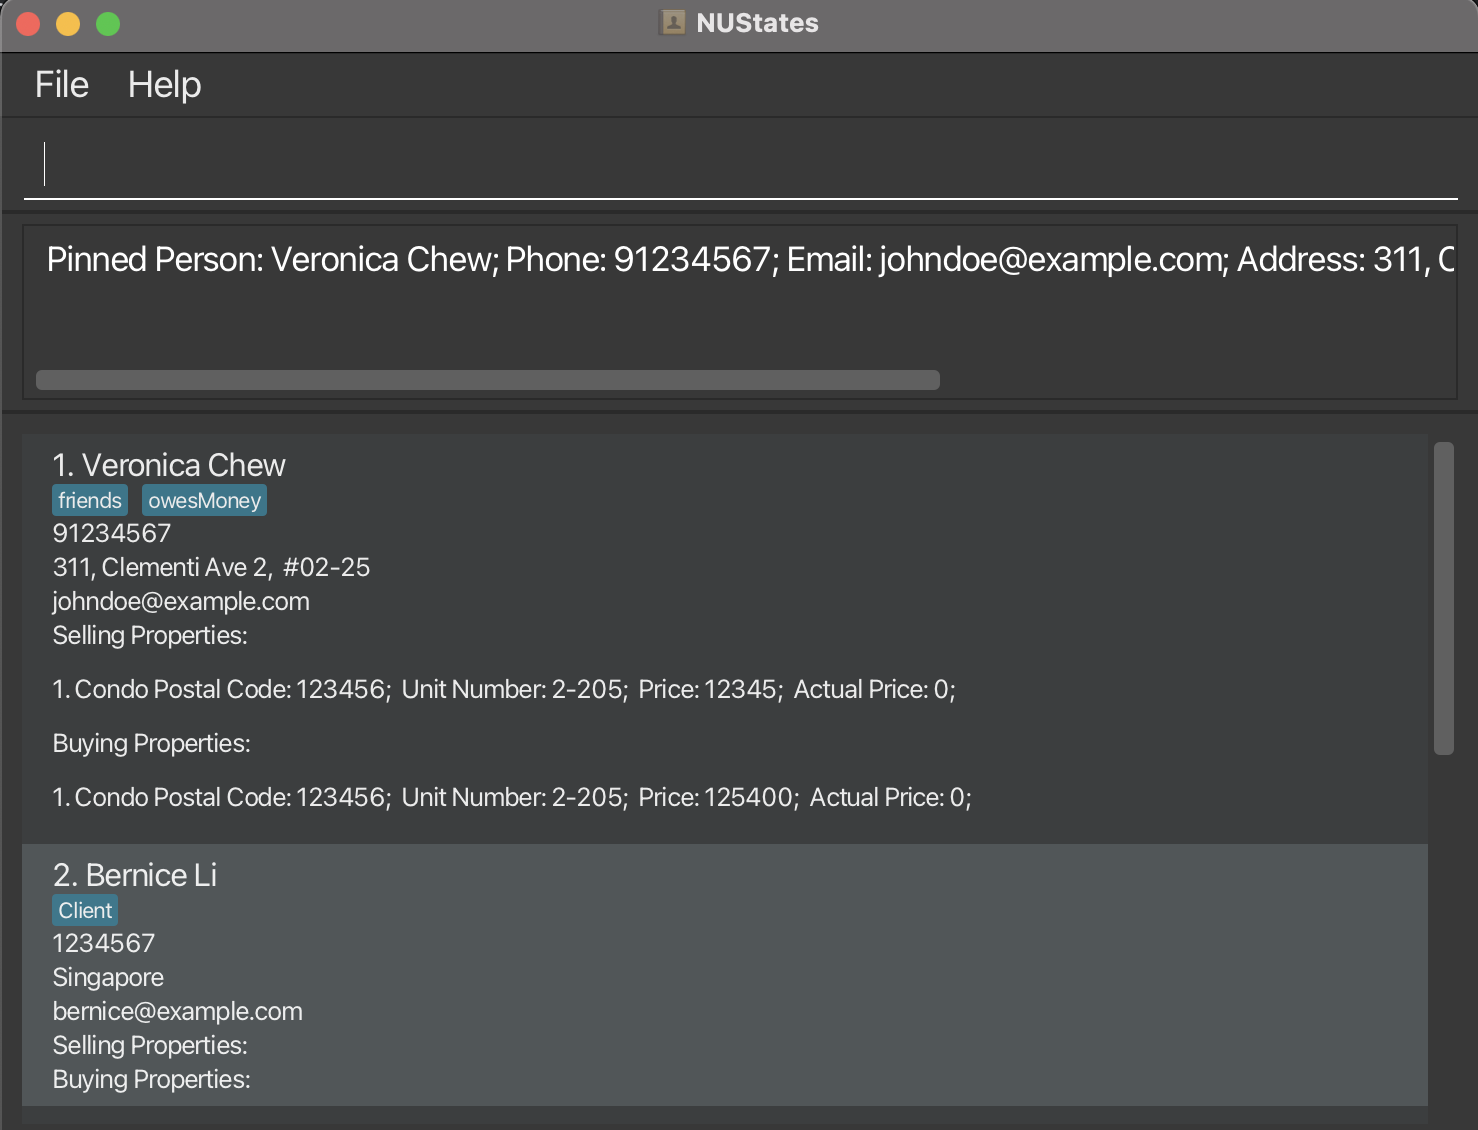 NUStates
File Help
Pinned Person: Veronica Chew; Phone: 91234567; Email: johndoe@example.com; Address: 311, C
1. Veronica Chew
friends owesMoney
91234567
311, Clementi Ave 2, #02-25
johndoe@example.com
Selling Properties:
1. Condo Postal Code: 123456; Unit Number: 2-205; Price: 12345; Actual Price: 0;
Buying Properties:
1. Condo Postal Code: 123456; Unit Number: 2-205; Price: 125400; Actual Price: 0;
2. Bernice Li
Client
1234567
Singapore
bernice@example.com
Selling Properties:
Buying Properties: